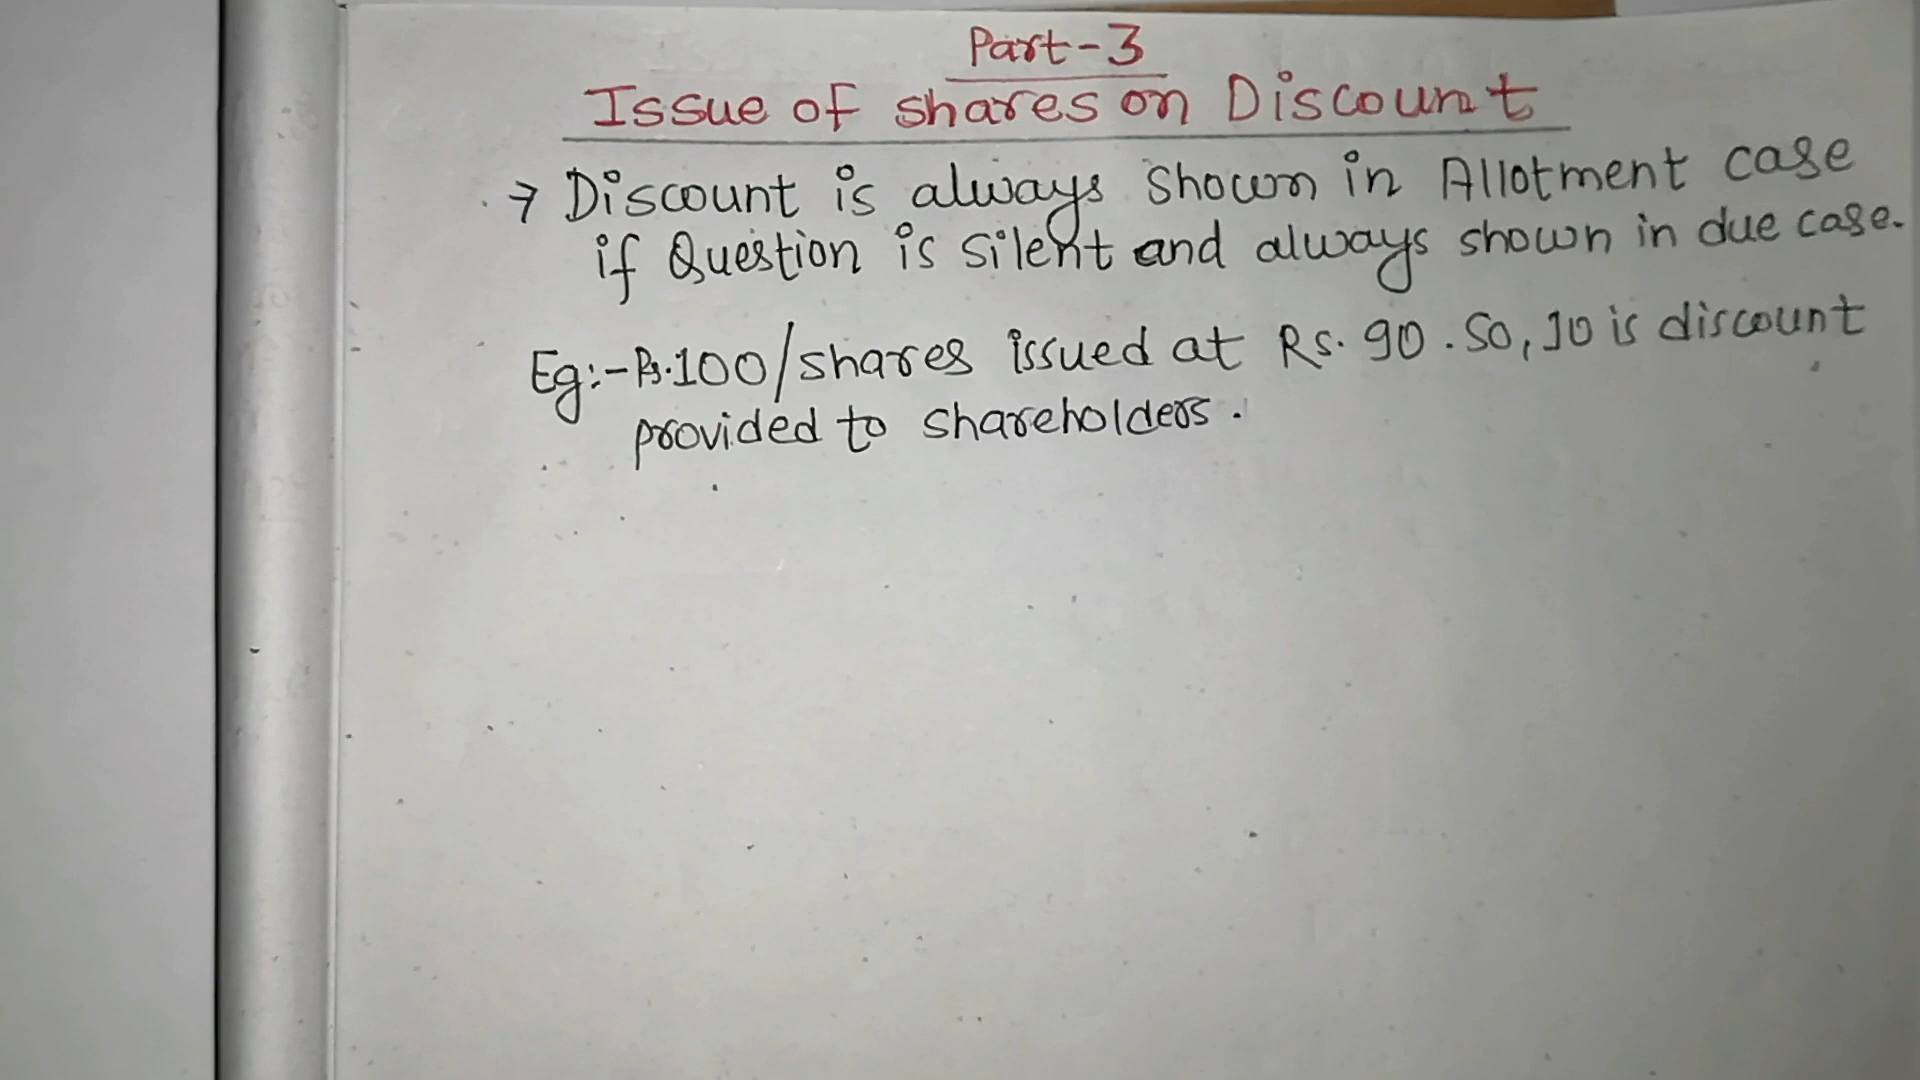 Part-3
Issue of shares on Discount
→ Discount is always shown in Allotment case
if Question is silent and always shown in due case.
Eg:- Rs.100/shares issued at Rs. 90. So, 10 is discount
provided to shareholders.